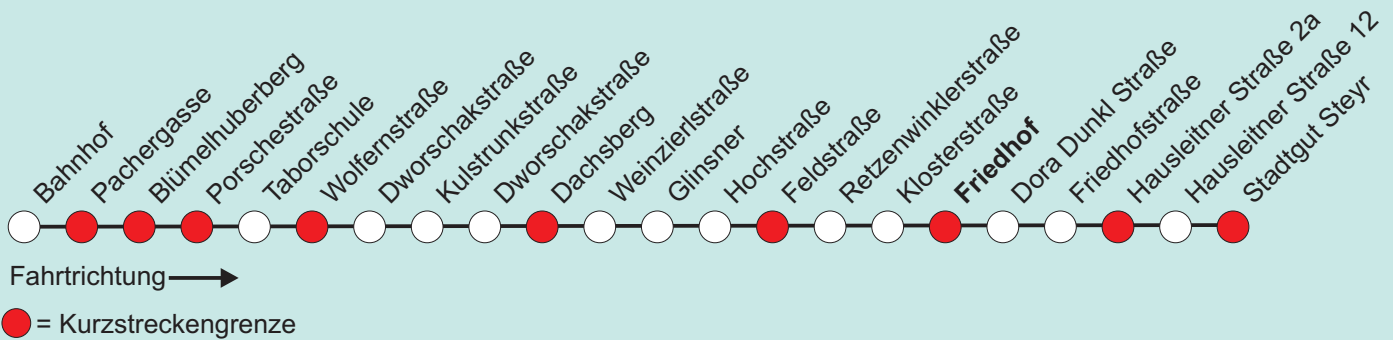 Bahnhof
Pachergasse
Blümelhuberberg
Porschestraße
Taborschule
Wolfernstraße
Dworschakstraße
Kulstrunkstraße
Dworschakstraße
Dachsberg
Weinzierlstraße
Glinsner
Hochstraße
Feldstraße
Retzenwinklerstraße
Klosterstraße
Friedhof
Dora Dunkl Straße
Friedhofstraße
Hausleitner Straße 2a
Hausleitner Straße 12
Stadtgut Steyr
Fahrtrichtung
= Kurzstreckengrenze